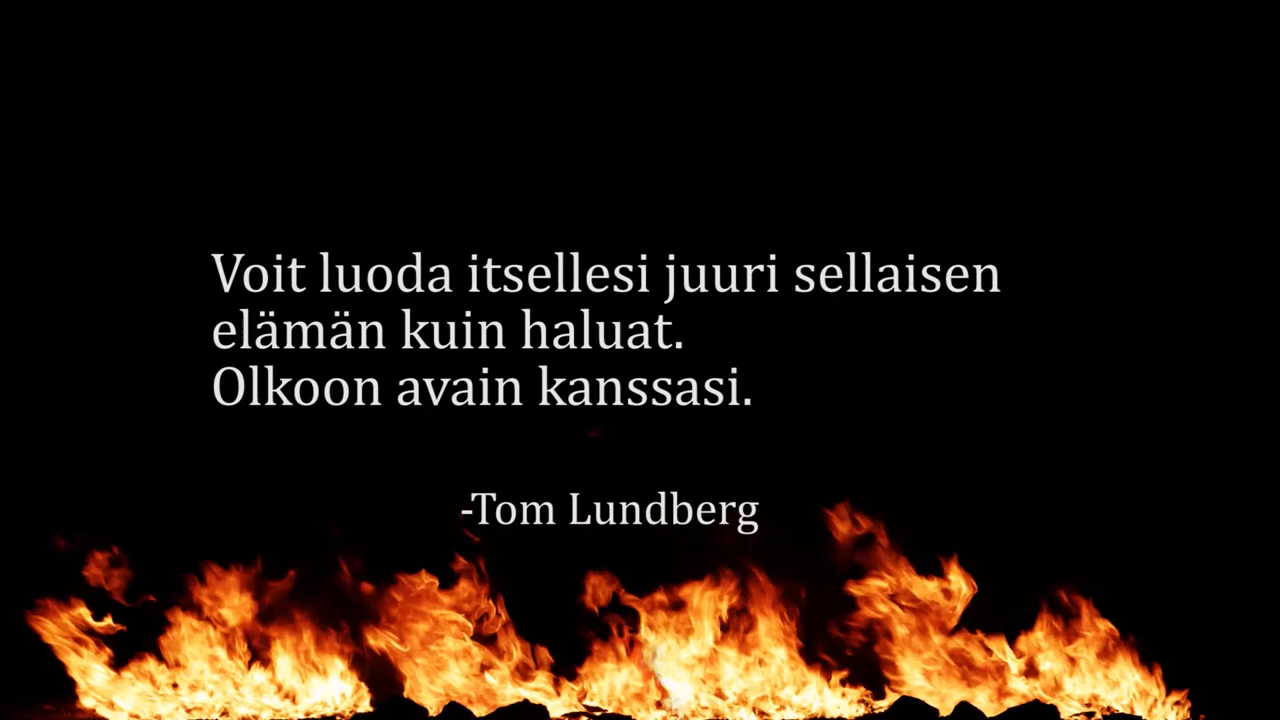 Voit luoda itsellesi juuri sellaisen
elämän kuin haluat.
Olkoon avain kanssasi.
-Tom Lundberg